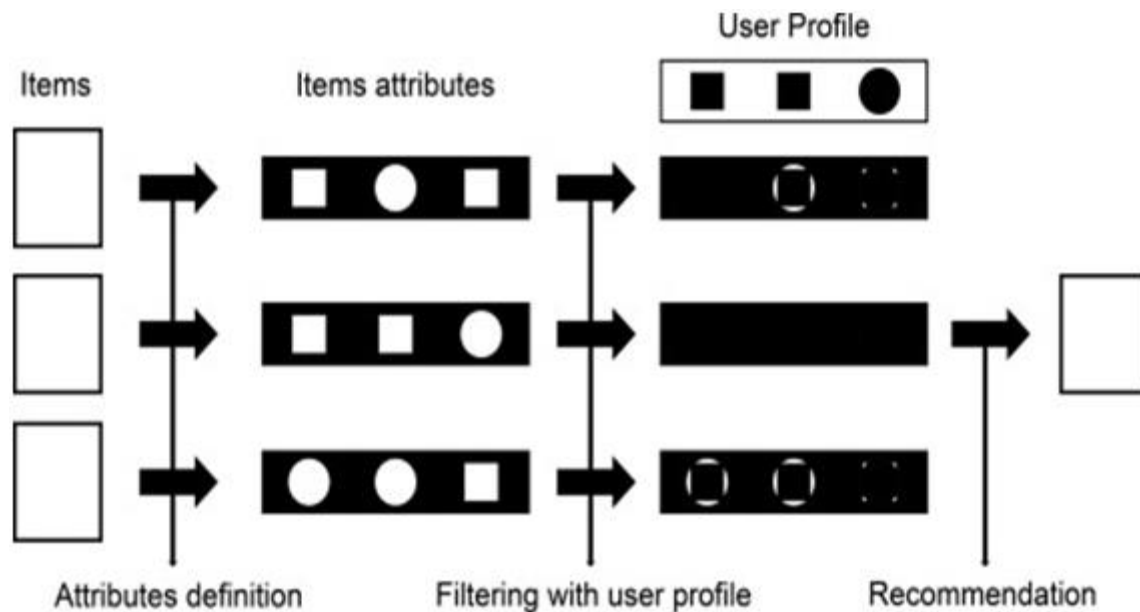 User Profile
Items
Items attributes
Attributes definition
Filtering with user profile
Recommendation